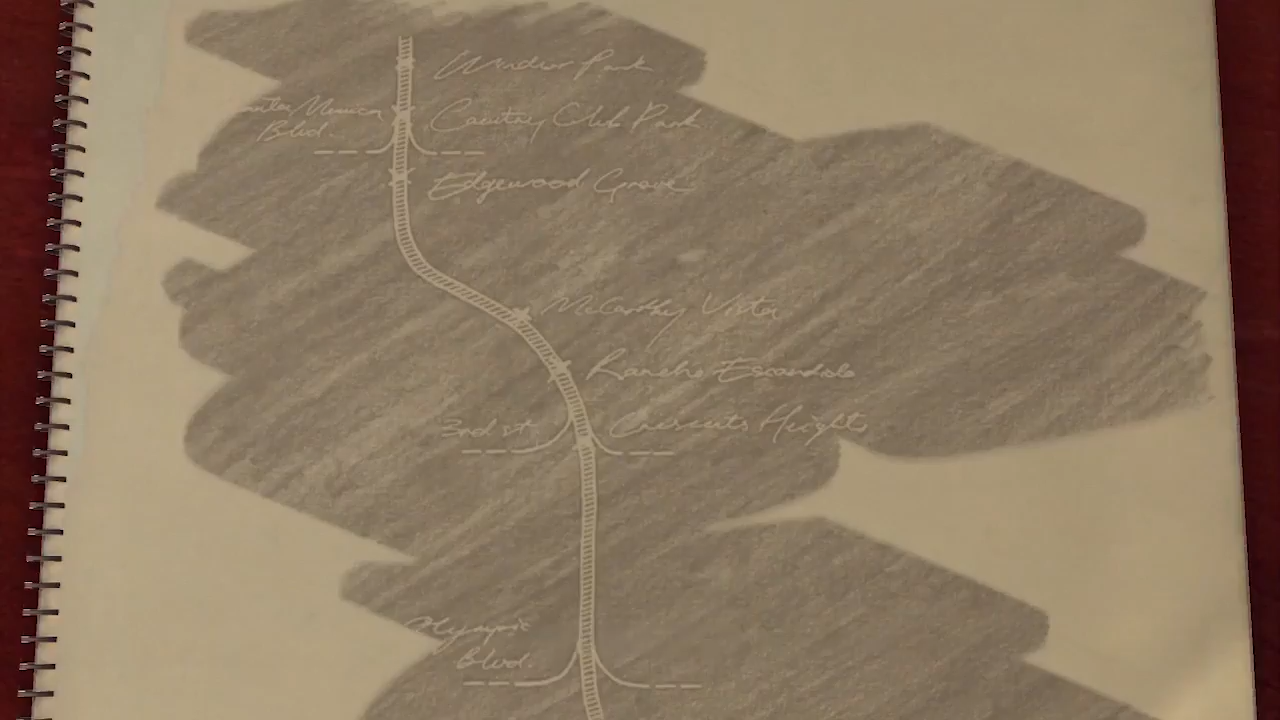 Windsor Park
Santa Monica
Blvd.
Country Club Park
Edgewood Grove
McCarthy Vista
Rancho Escondido
3rd st.
Crescents Heights
Olympic
Blvd.